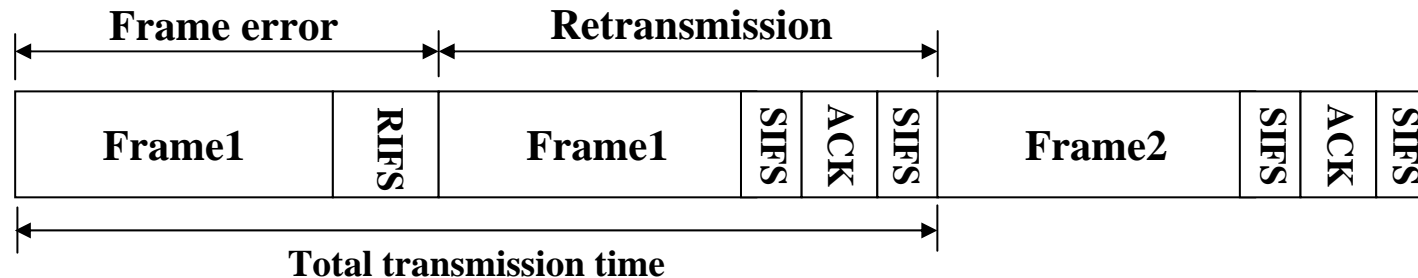 Frame error
Retransmission
Frame1
RIFS
Frame1
SIFS
ACK
SIFS
Frame2
SIFS
ACK
SIFS
Total transmission time